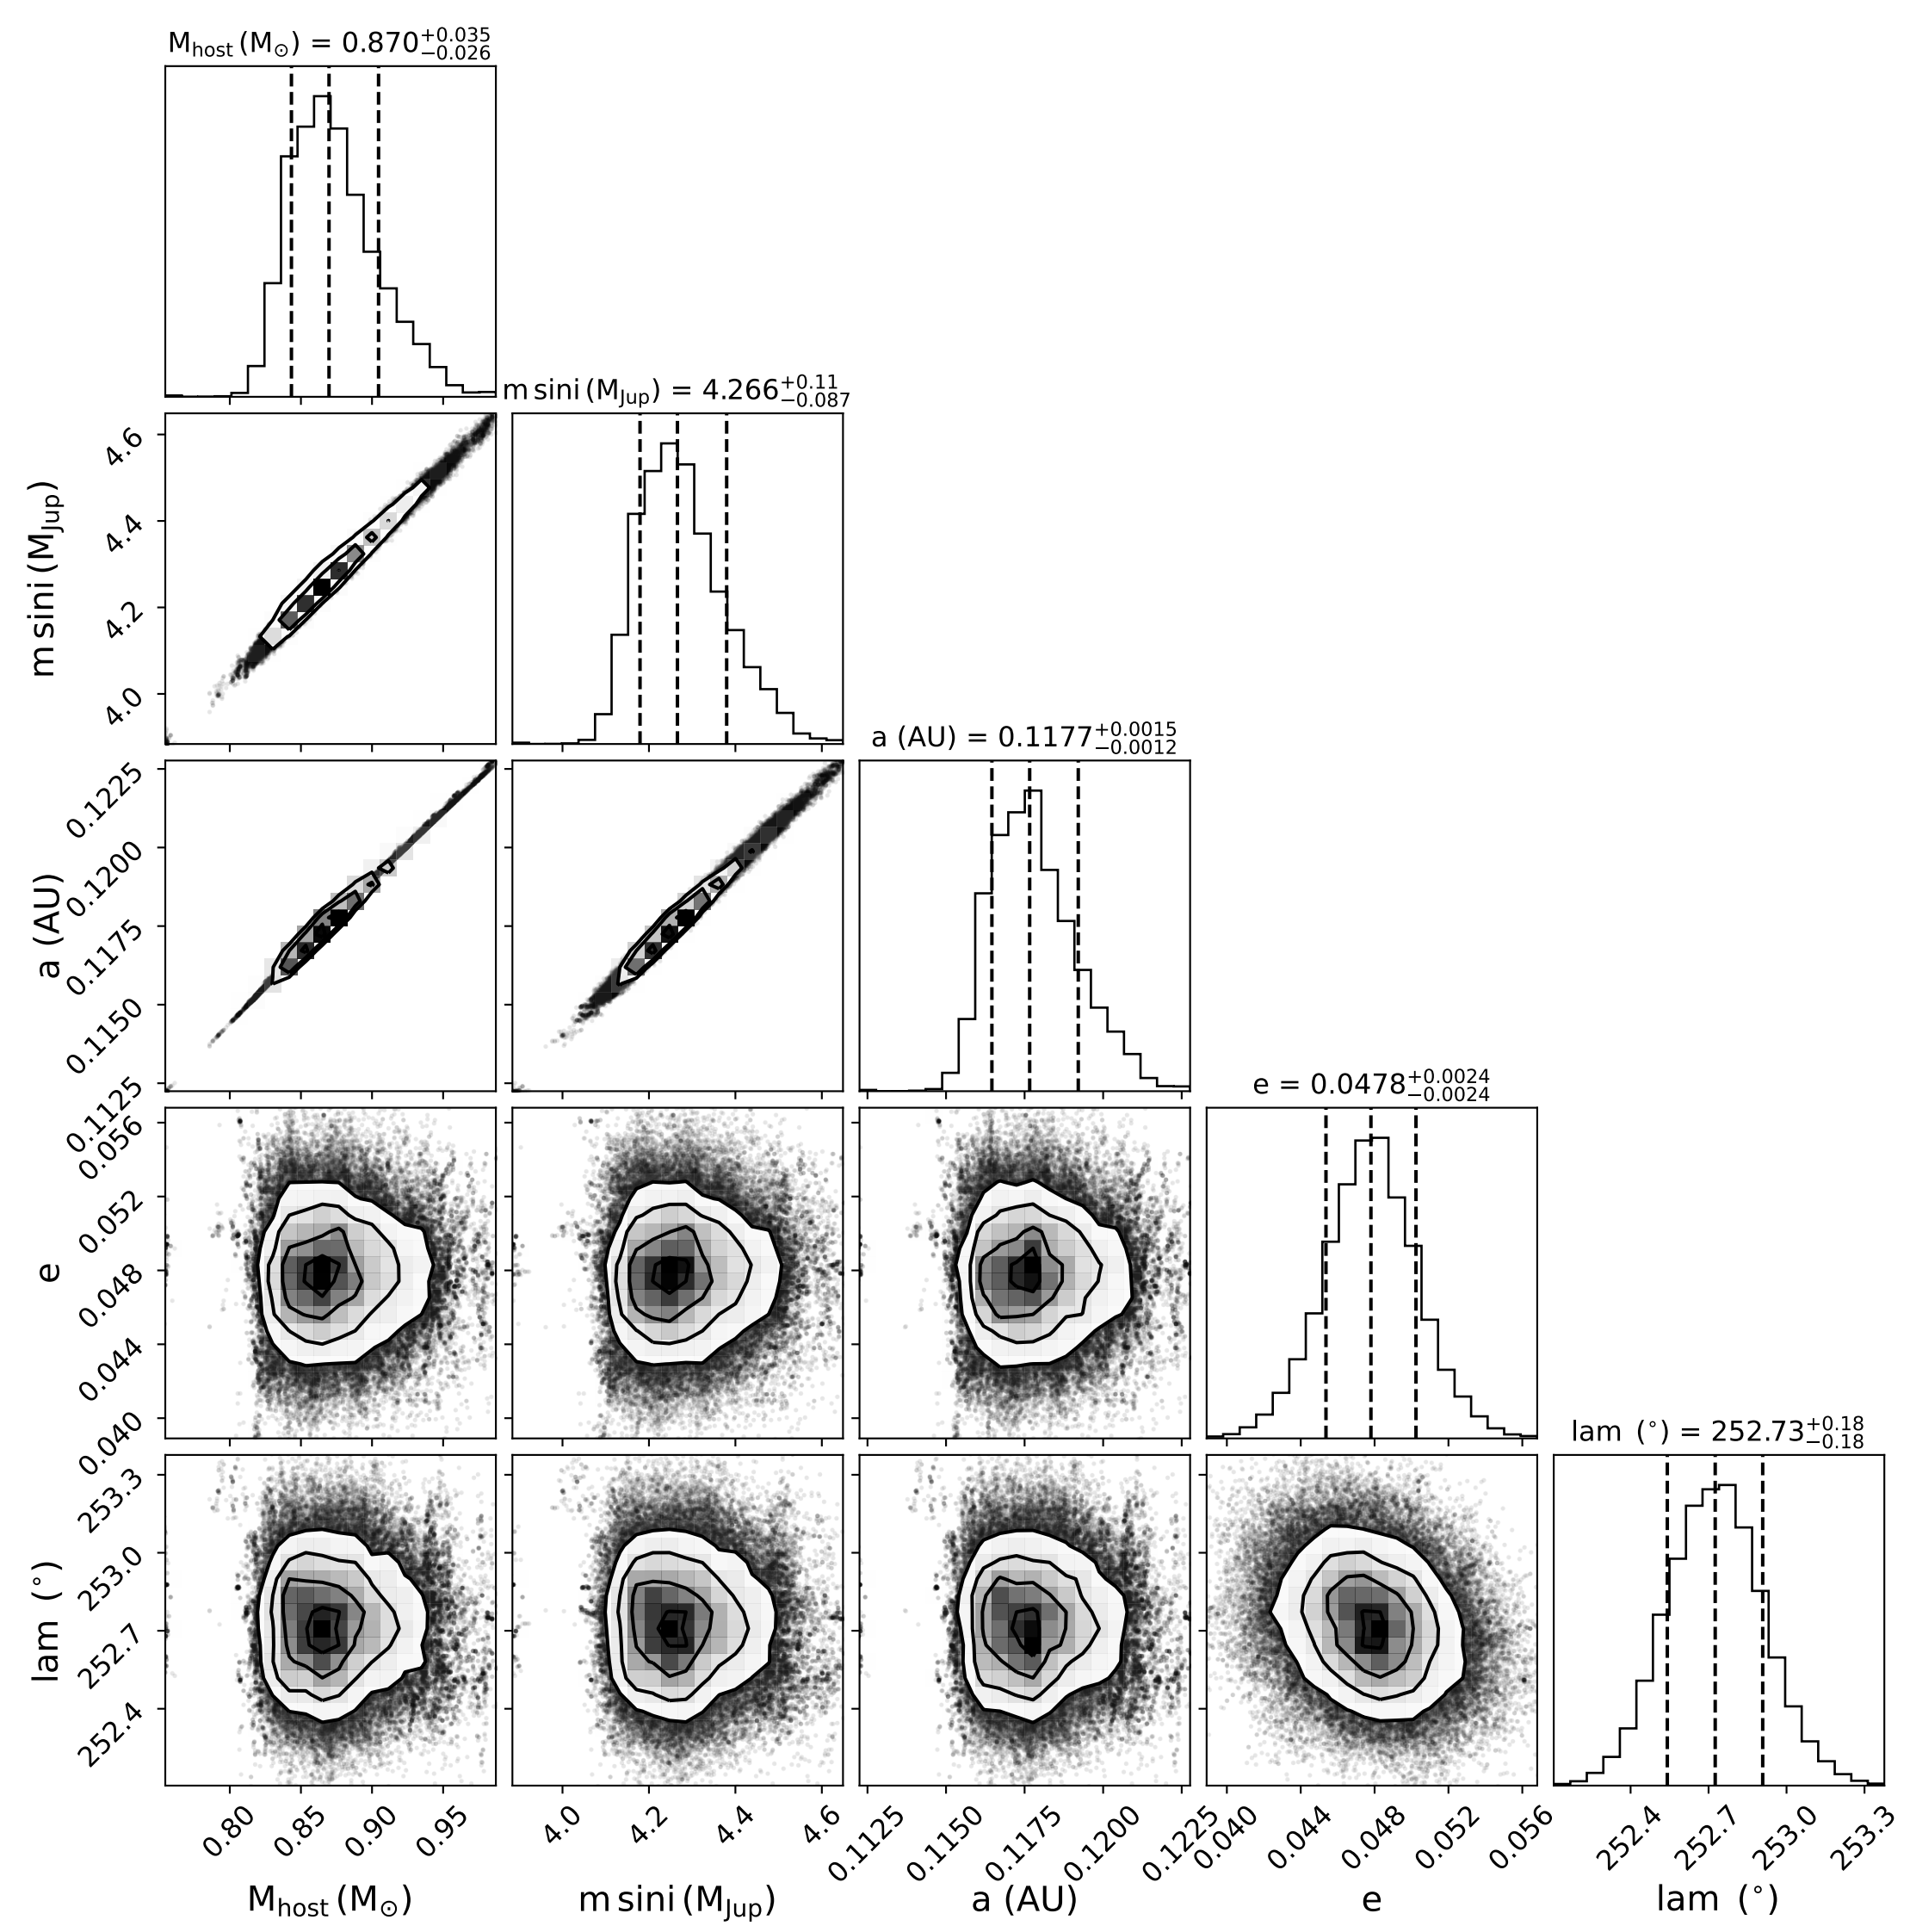 M_host (M_⊙) = 0.870 +0.035 −0.026
m sini (M_Jup) = 4.266 +0.11 −0.087
4.6
4.4
4.2
4.0
m sini (M_Jup)
a (AU) = 0.1177 +0.0015 −0.0012
0.1225
0.1200
0.1175
0.1150
0.1125
a (AU)
e = 0.0478 +0.0024 −0.0024
0.056
0.052
0.048
0.044
0.040
e
lam (°) = 252.73 +0.18 −0.18
253.3
253.0
252.7
252.4
lam (°)
0.80 0.85 0.90 0.95 4.0 4.2 4.4 4.6 0.1125 0.1150 0.1175 0.1200 0.1225 0.040 0.044 0.048 0.052 0.056 252.4 252.7 253.0 253.3
M_host (M_⊙) m sini (M_Jup) a (AU) e lam (°)